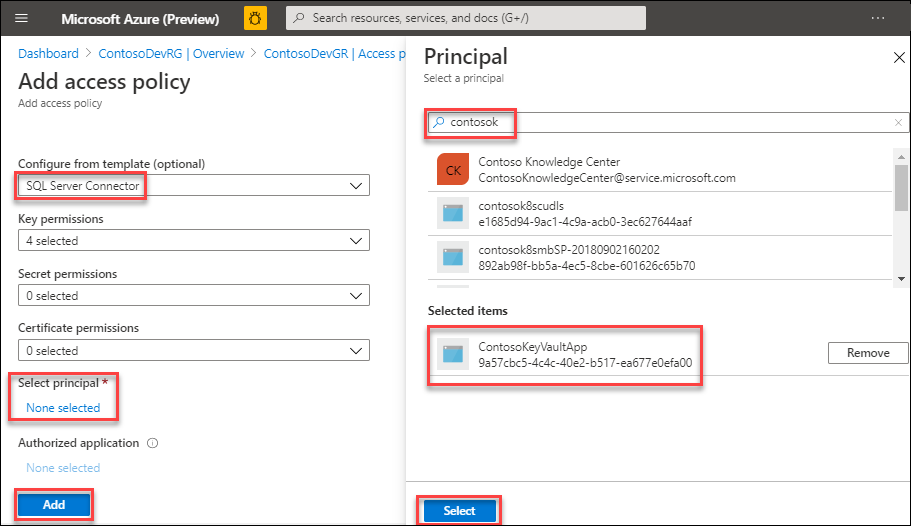 Microsoft Azure (Preview)
Search resources, services, and docs (G+/)
Dashboard > ContosoDevRG | Overview > ContosoDevGR | Access p
Add access policy
Add access policy
Configure from template (optional)
SQL Server Connector
Key permissions
4 selected
Secret permissions
0 selected
Certificate permissions
0 selected
Select principal *
None selected
Authorized application
None selected
Add
Principal
Select a principal
contosok
CK
Contoso Knowledge Center
ContosoKnowledgeCenter@service.microsoft.com
contosok8scudls
e1685d94-9ac1-4c9a-acb0-3ec627644aaf
contosok8smbSP-20180902160202
892ab98f-bb5a-4ec5-8cbe-601626c65b70
Selected items
ContosoKeyVaultApp
9a57cbc5-4c4c-40e2-b517-ea677e0efa00
Remove
Select